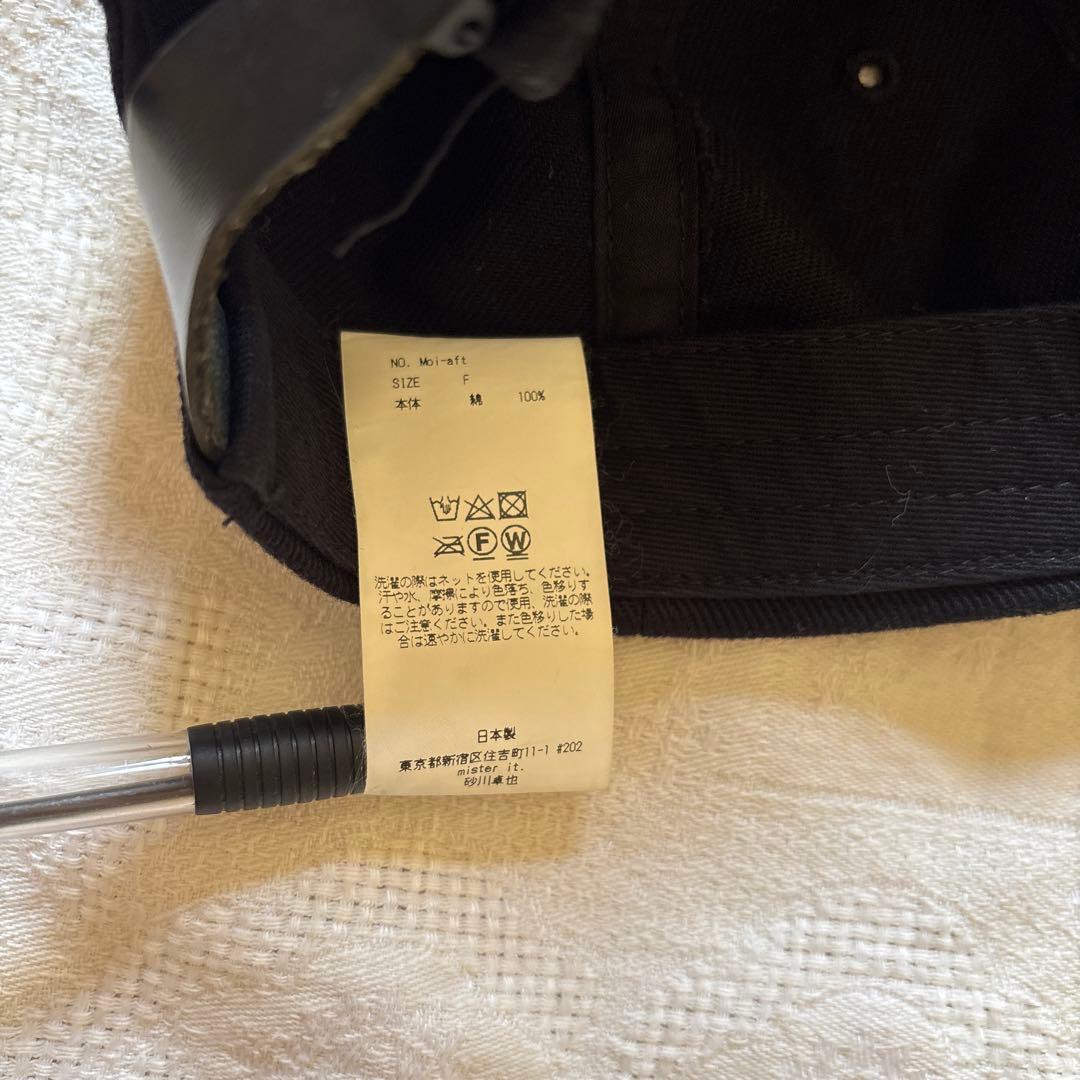 NO. Moi-aft
SIZE F
本体 綿 100%
F W
洗濯の際はネットを使用してください。
汗や水、摩擦により色落ち、色移りす
ることがありますので使用、洗濯の際
はご注意ください。また色移りした場
合は速やかに洗濯してください。
日本製
東京都新宿区住吉町11-1 #202
mister it.
砂川卓也